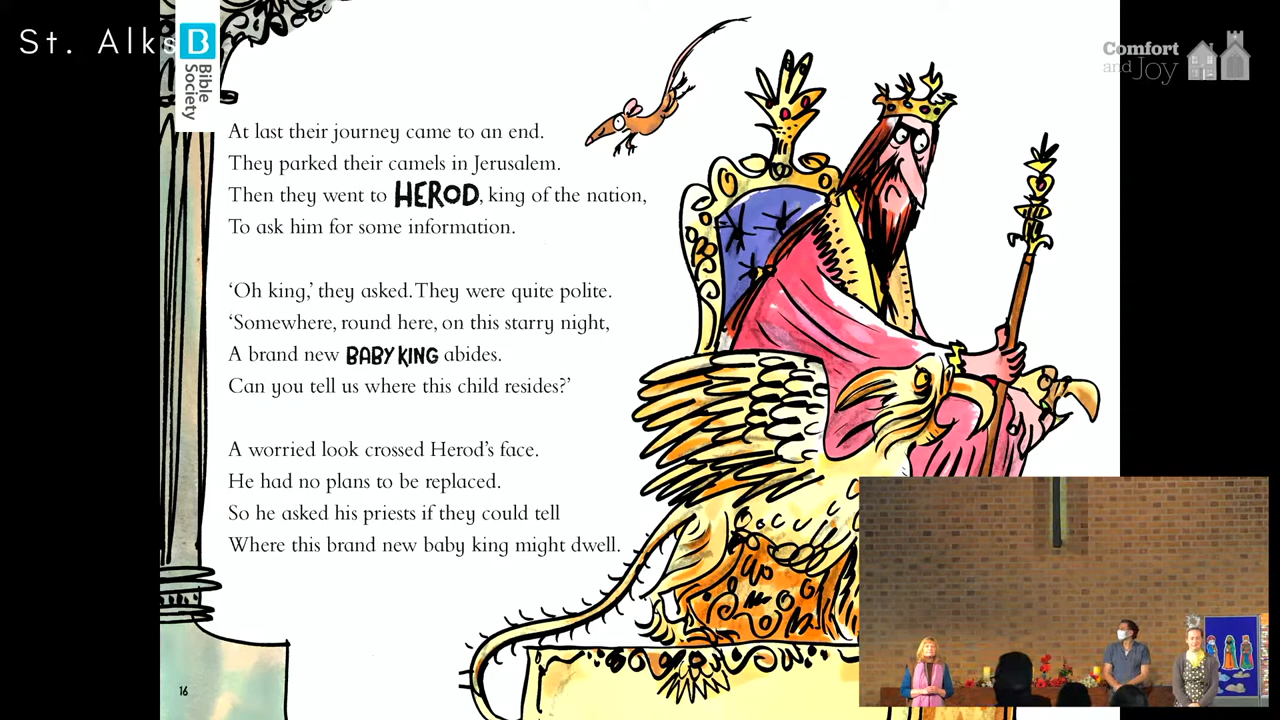 St. Alks
B
Bible
Society
Comfort
and Joy
At last their journey came to an end.
They parked their camels in Jerusalem.
Then they went to HEROD, king of the nation,
To ask him for some information.
‘Oh king,’ they asked. They were quite polite.
‘Somewhere, round here, on this starry night,
A brand new BABY KING abides.
Can you tell us where this child resides?’
A worried look crossed Herod’s face.
He had no plans to be replaced.
So he asked his priests if they could tell
Where this brand new baby king might dwell.
16